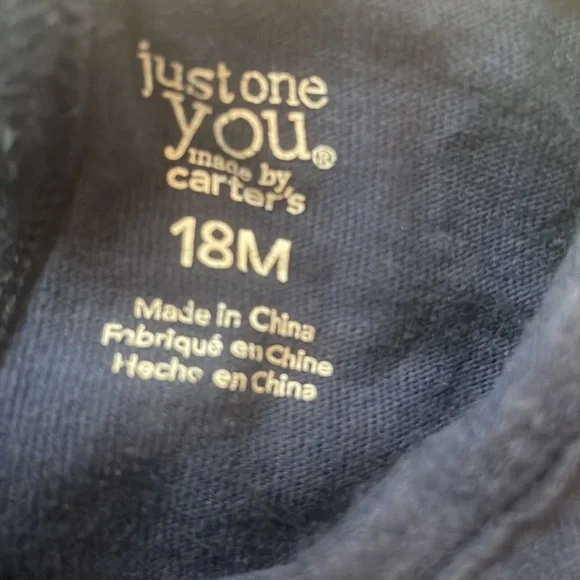 just one
you®
made by
carter's
18M
Made in China
Fabriqué en Chine
Hecho en China